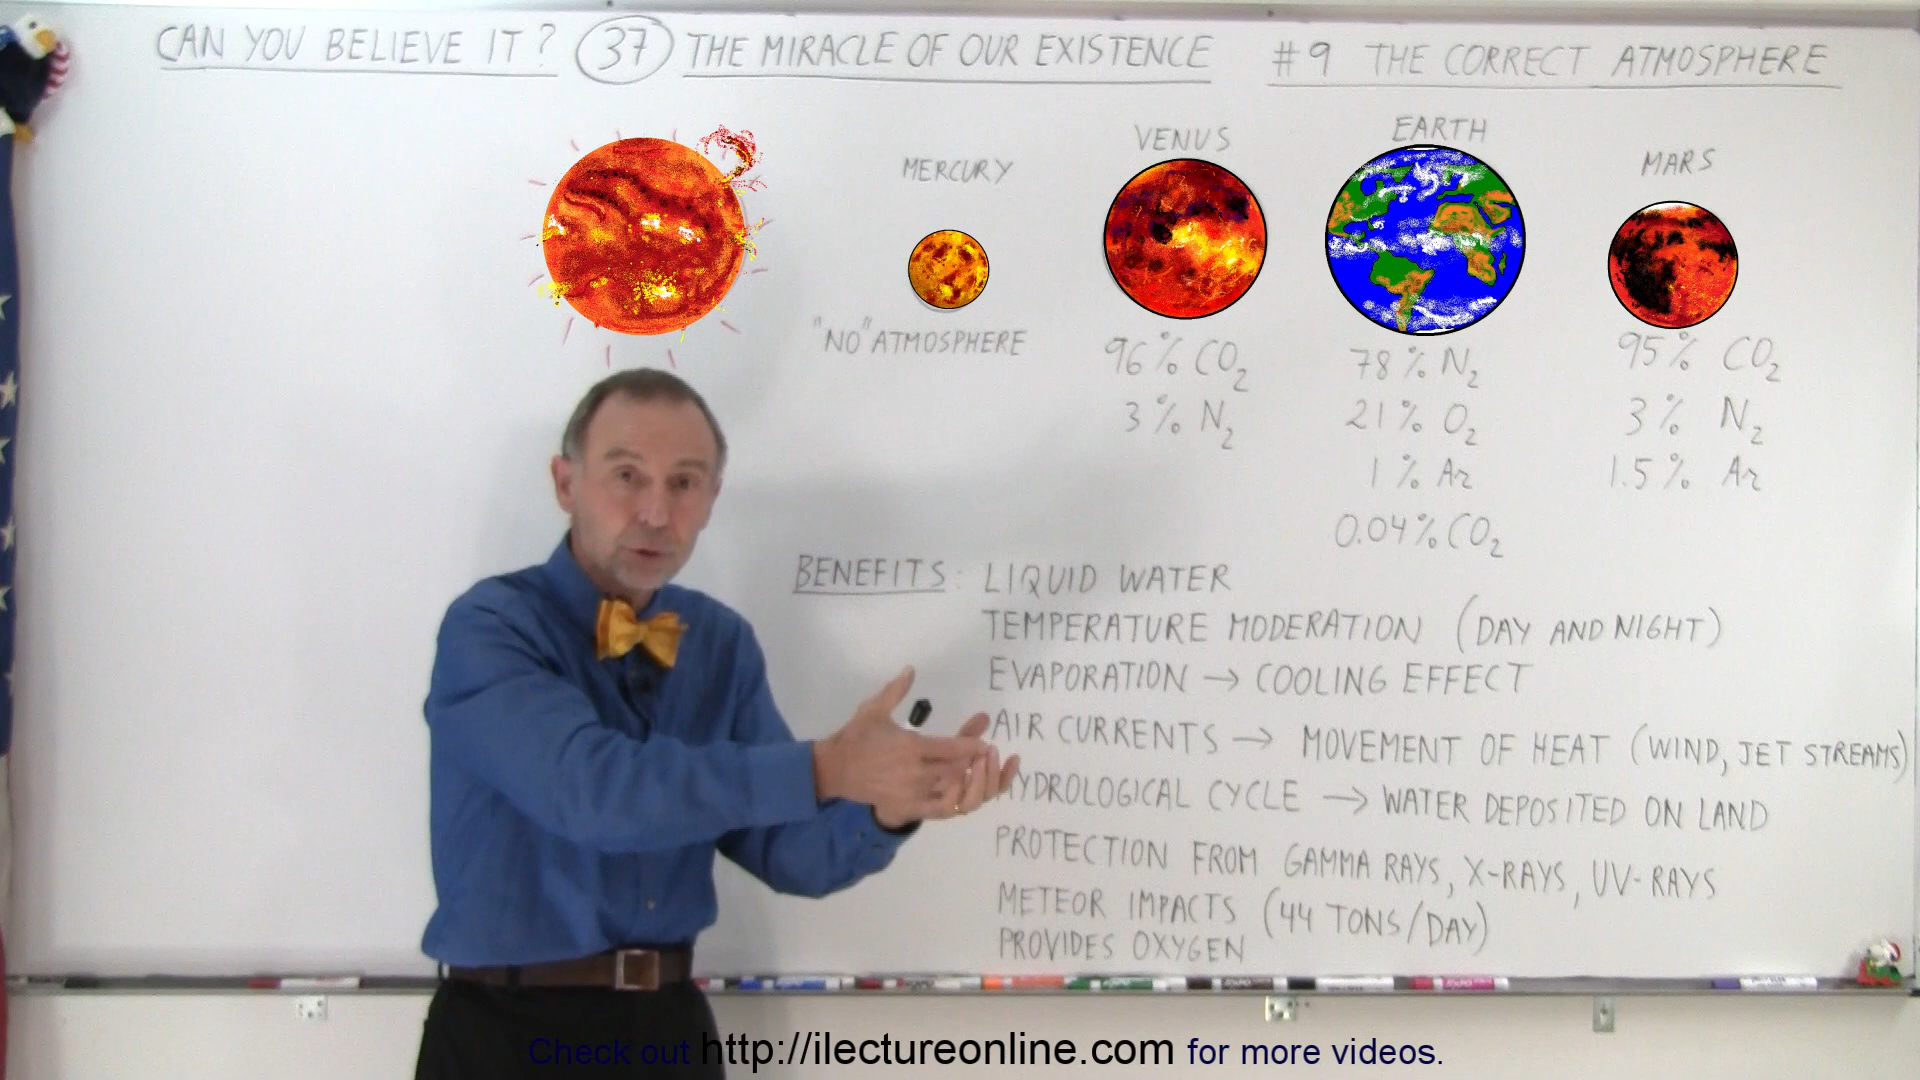 CAN YOU BELIEVE IT? 37 THE MIRACLE OF OUR EXISTENCE #9 THE CORRECT ATMOSPHERE
MERCURY
VENUS
EARTH
MARS
"NO" ATMOSPHERE
96% CO₂
3% N₂
78% N₂
21% O₂
1% Ar
0.04% CO₂
95% CO₂
3% N₂
1.5% Ar
BENEFITS: LIQUID WATER
TEMPERATURE MODERATION (DAY AND NIGHT)
EVAPORATION → COOLING EFFECT
AIR CURRENTS → MOVEMENT OF HEAT (WIND, JET STREAMS)
HYDROLOGICAL CYCLE → WATER DEPOSITED ON LAND
PROTECTION FROM GAMMA RAYS, X-RAYS, UV-RAYS
METEOR IMPACTS (44 TONS/DAY)
PROVIDES OXYGEN
Check out http://ilectureonline.com for more videos.